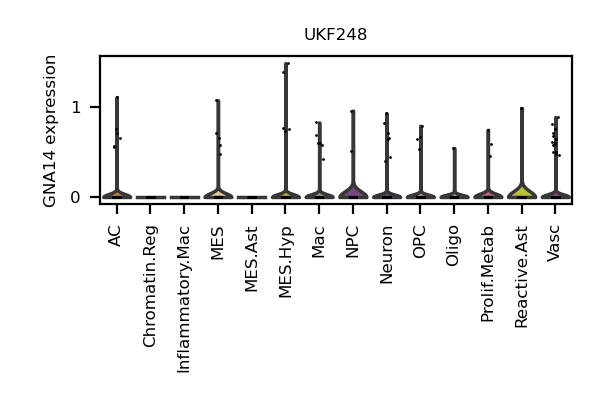 UKF248
GNA14 expression
1
0
AC
Chromatin.Reg
Inflammatory.Mac
MES
MES.Ast
MES.Hyp
Mac
NPC
Neuron
OPC
Oligo
Prolif.Metab
Reactive.Ast
Vasc